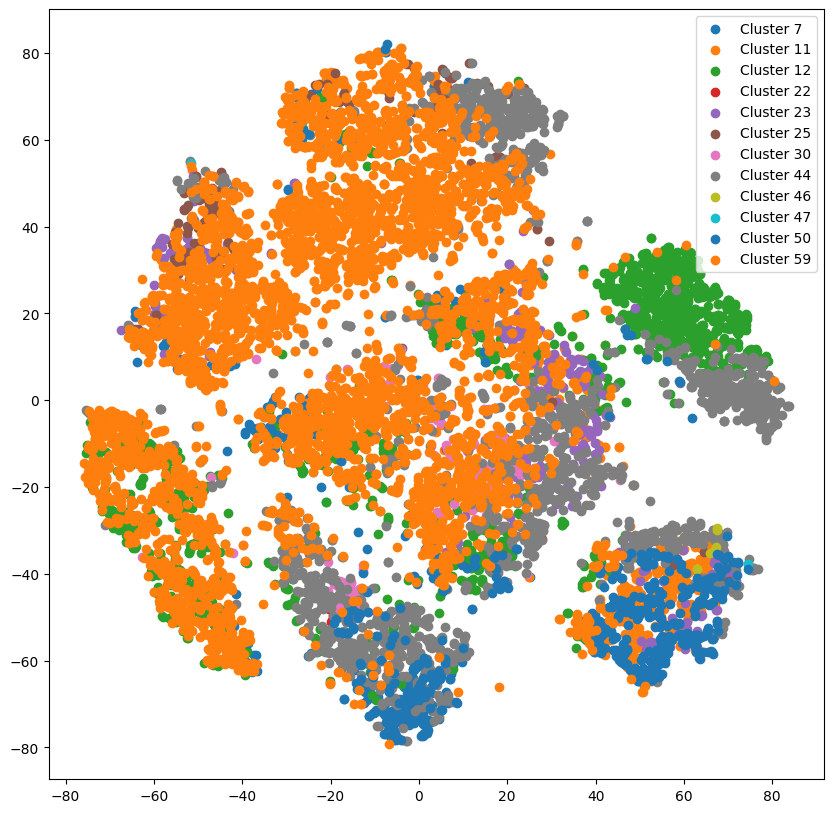 Cluster 7
Cluster 11
Cluster 12
Cluster 22
Cluster 23
Cluster 25
Cluster 30
Cluster 44
Cluster 46
Cluster 47
Cluster 50
Cluster 59
80
60
40
20
0
−20
−40
−60
−80
−80 −60 −40 −20 0 20 40 60 80